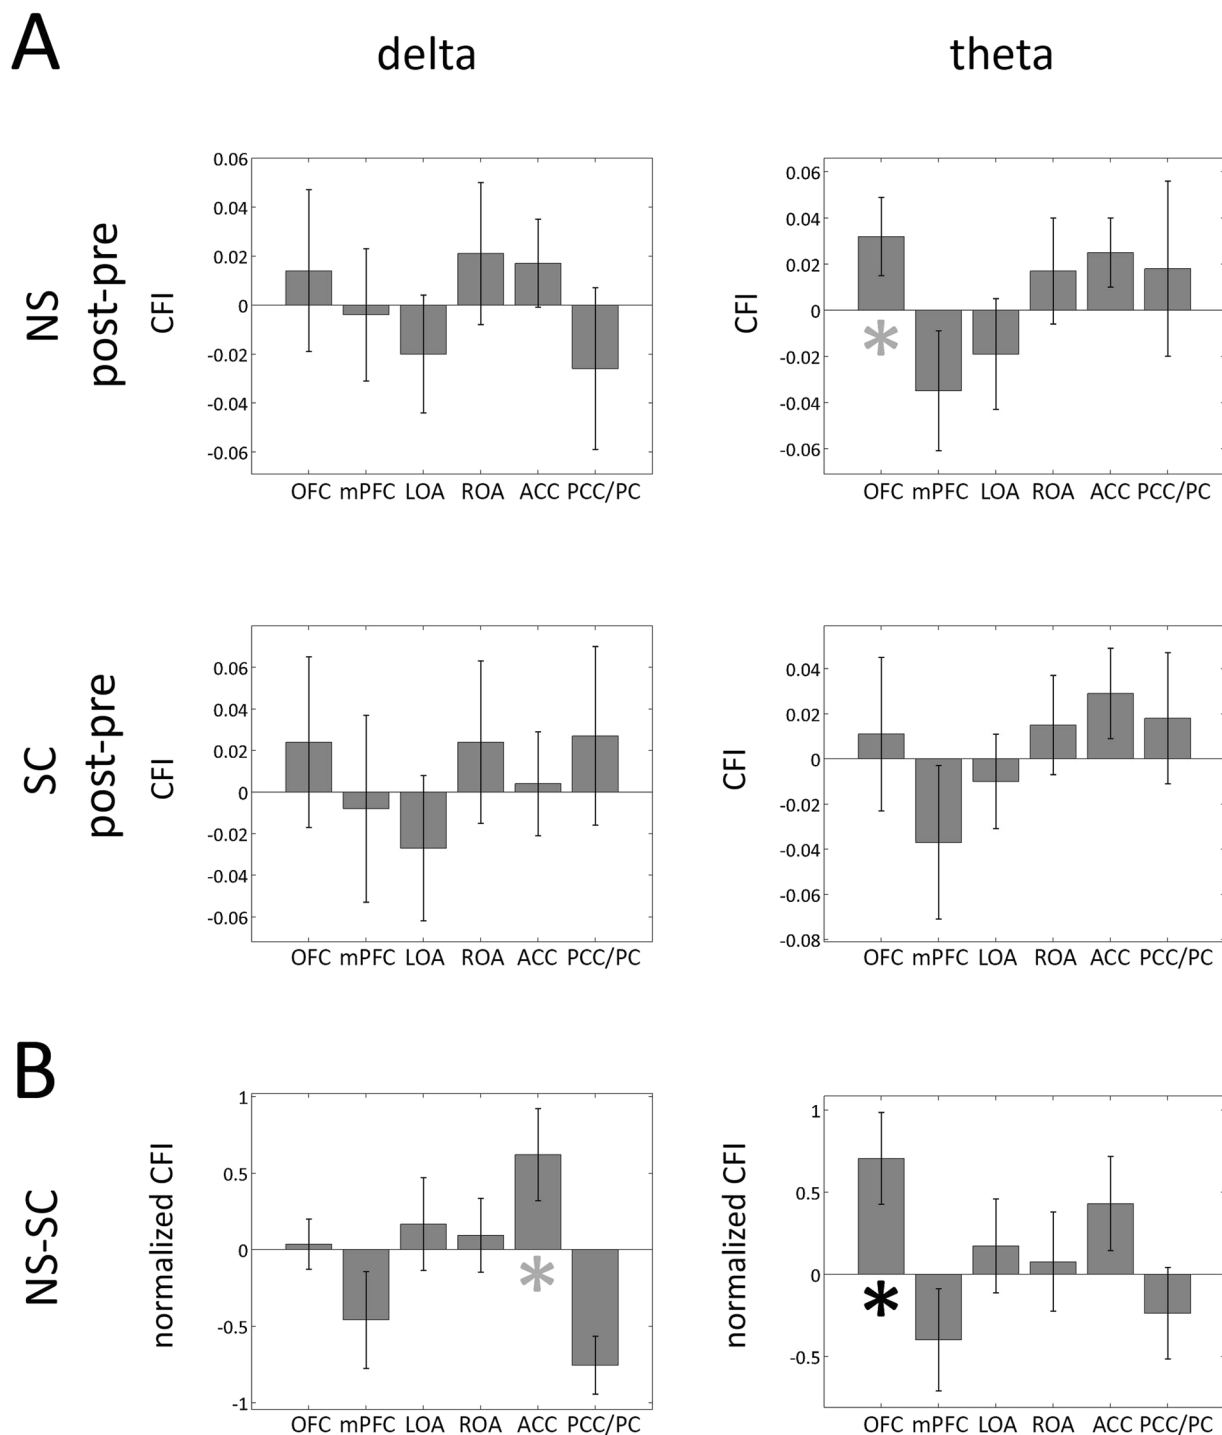 A
delta
theta
NS
post-pre
CFI
0.06
0.04
0.02
0
-0.02
-0.04
-0.06
OFC mPFC LOA ROA ACC PCC/PC
CFI
0.06
0.04
0.02
0
-0.02
-0.04
-0.06
OFC mPFC LOA ROA ACC PCC/PC
SC
post-pre
CFI
0.06
0.04
0.02
0
-0.02
-0.04
-0.06
OFC mPFC LOA ROA ACC PCC/PC
CFI
0.04
0.02
0
-0.02
-0.04
-0.06
-0.08
OFC mPFC LOA ROA ACC PCC/PC
B
NS-SC
normalized CFI
1
0.5
0
-0.5
-1
*
OFC mPFC LOA ROA ACC PCC/PC
normalized CFI
1
0.5
0
-0.5
*
OFC mPFC LOA ROA ACC PCC/PC